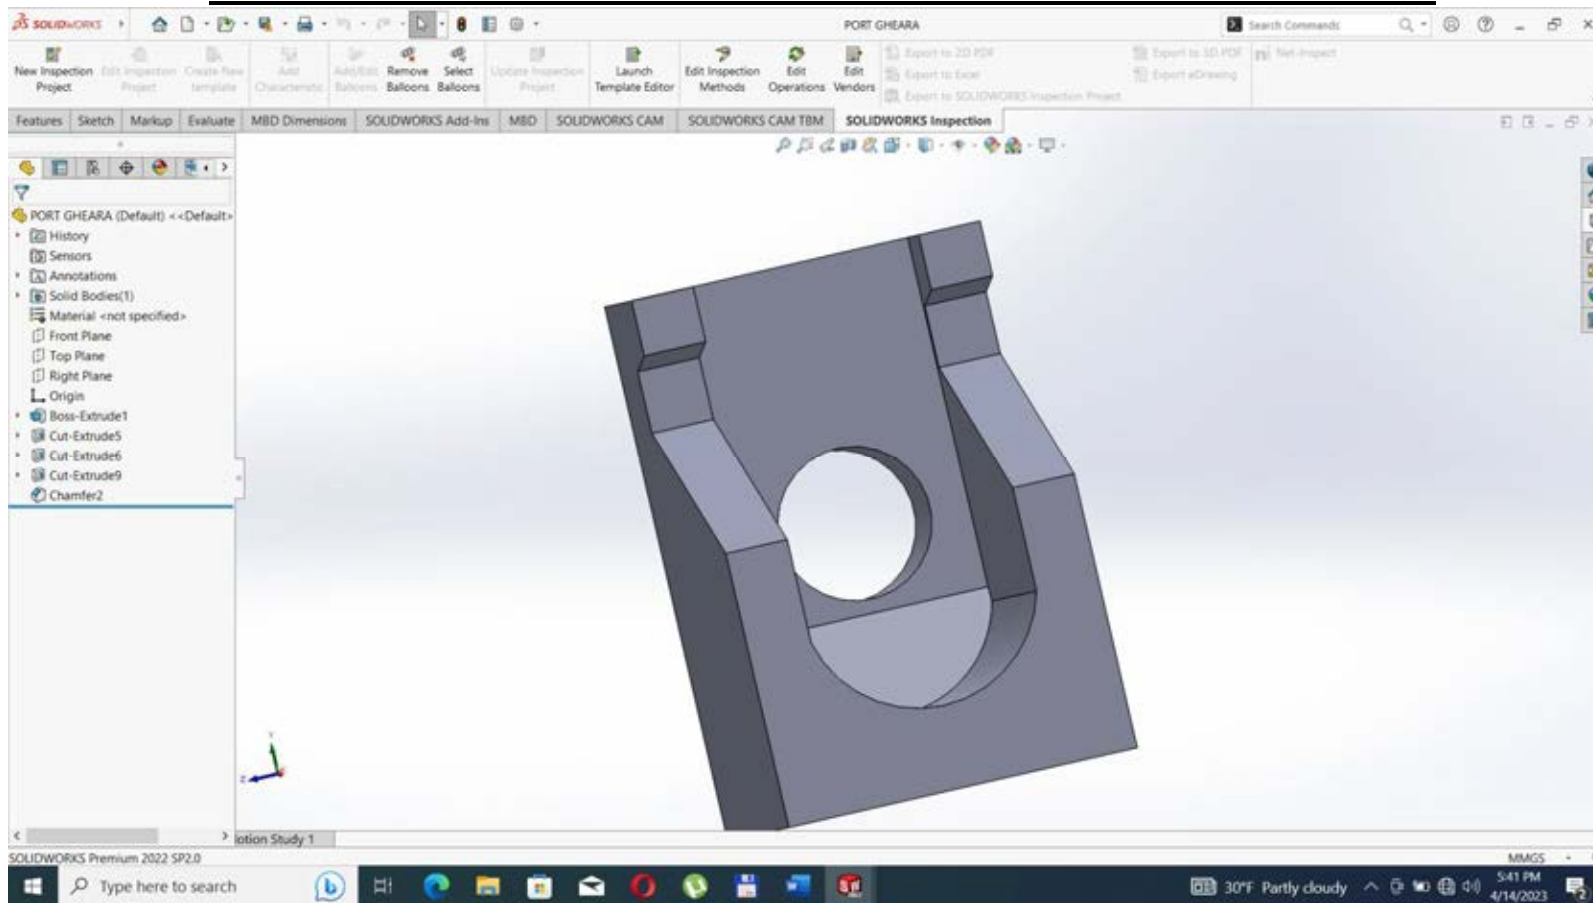 SOLIDWORKS
PORT GHEARA
Search Commands
New Inspection Project
Edit Inspection Project
Create New template
Add Characteristic
Add/Edit Balloons
Remove Balloons
Select Balloons
Update Inspection Project
Launch Template Editor
Edit Inspection Methods
Edit Operations
Edit Vendors
Export to 2D PDF
Export to Excel
Export to SOLIDWORKS Inspection Project
Export to 3D PDF
Export eDrawing
Net-Inspect
Features
Sketch
Markup
Evaluate
MBD Dimensions
SOLIDWORKS Add-Ins
MBD
SOLIDWORKS CAM
SOLIDWORKS CAM TBM
SOLIDWORKS Inspection
PORT GHEARA (Default) <<Default>
History
Sensors
Annotations
Solid Bodies(1)
Material <not specified>
Front Plane
Top Plane
Right Plane
Origin
Boss-Extrude1
Cut-Extrude5
Cut-Extrude6
Cut-Extrude9
Chamfer2
Y
Z
otion Study 1
SOLIDWORKS Premium 2022 SP2.0
MMGS
Type here to search
30°F Partly cloudy
5:41 PM
4/14/2023